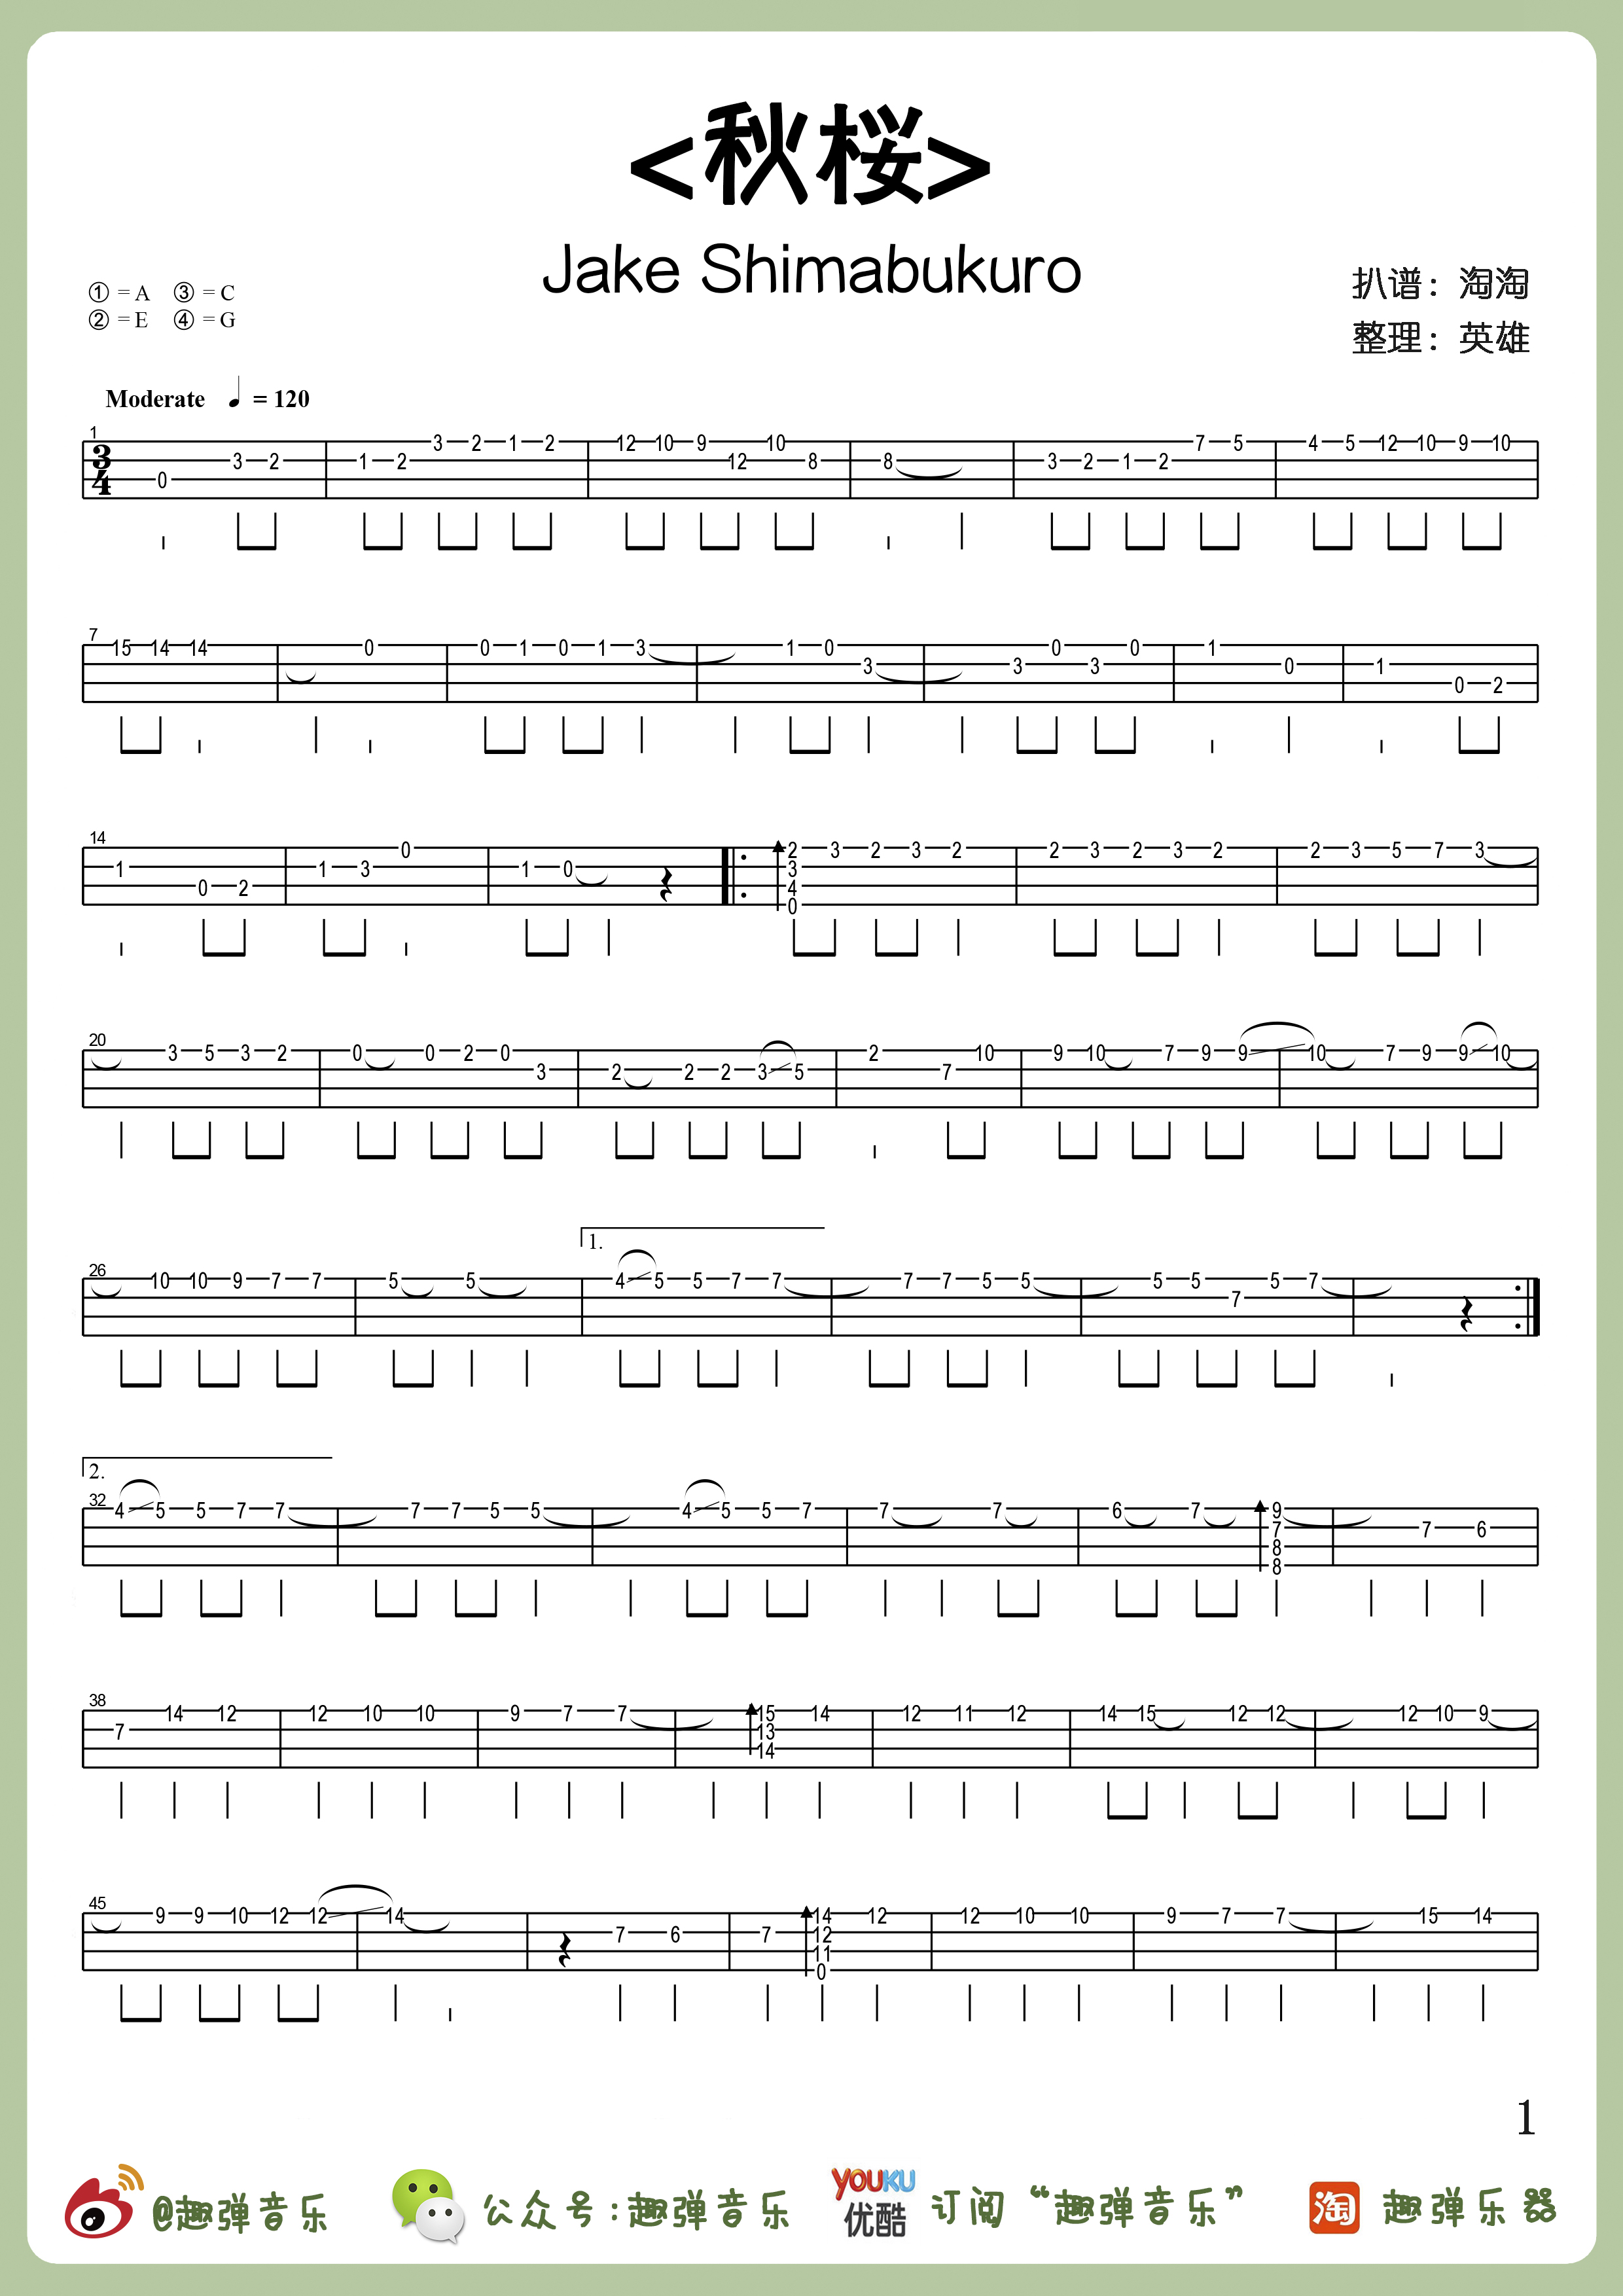 <秋桜>
Jake Shimabukuro
① = A ③ = C
② = E ④ = G
扒谱：淘淘
整理：英雄
Moderate ♩ = 120
1
3 4
0 3 2 1 2 3 2 1 2 12 10 9 12 10 8 8 3 2 1 2 7 5 4 5 12 10 9 10
7
15 14 14 0 0 1 0 1 3 1 0 3 3 0 3 0 1 0 1 0 2
14
1 0 2 1 3 0 1 0 2 3 4 0 3 2 3 2 2 3 2 3 2 2 3 5 7 3
20
3 5 3 2 0 0 2 0 3 2 2 2 3 5 2 7 10 9 10 7 9 9 10 7 9 9 10
26
10 10 9 7 7 5 5
1.
4 5 5 7 7 7 7 5 5 5 5 7 5 7
2.
32
4 5 5 7 7 7 7 5 5 4 5 5 7 7 7 6 7 9 7 8 8 7 6
38
7 14 12 12 10 10 9 7 7 15 13 14 14 12 11 12 14 15 12 12 12 10 9
45
9 9 10 12 12 14 7 6 7 14 12 11 0 12 12 10 10 9 7 7 15 14
1
@趣弹音乐
公众号:趣弹音乐
YOUKU
优酷
订阅“趣弹音乐”
淘
趣弹乐器